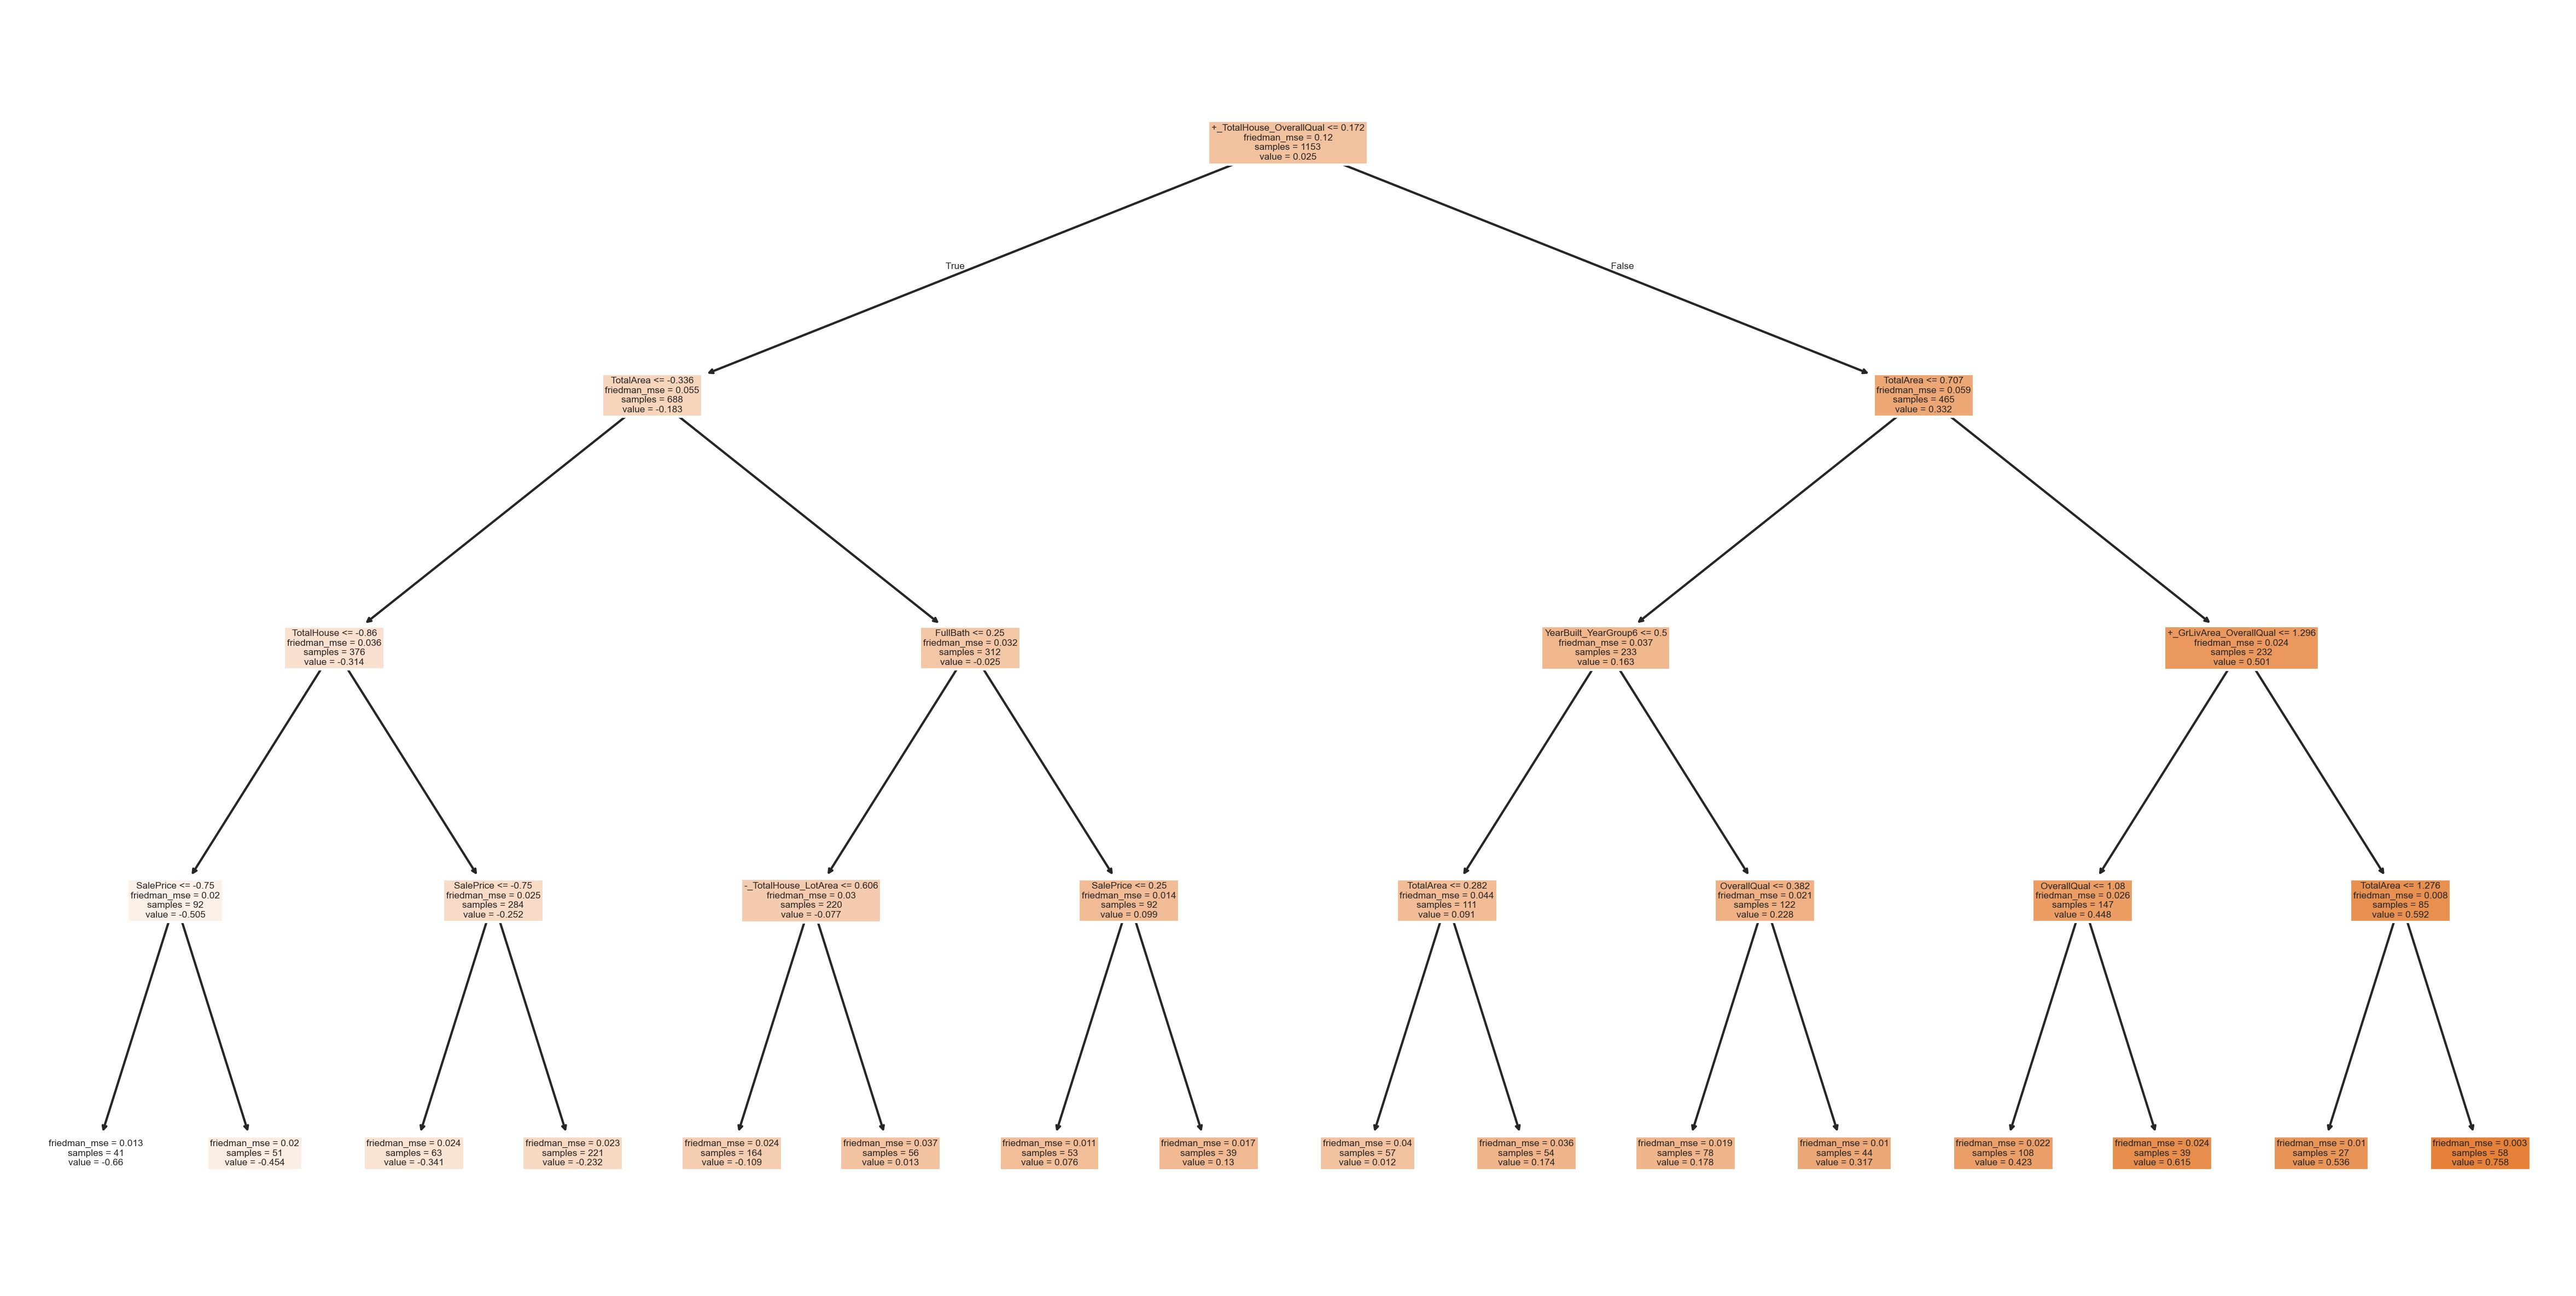 +_TotalHouse_OverallQual <= 0.172
friedman_mse = 0.12
samples = 1153
value = 0.025
True
False
TotalArea <= -0.336
friedman_mse = 0.055
samples = 688
value = -0.183
TotalArea <= 0.707
friedman_mse = 0.059
samples = 465
value = 0.332
TotalHouse <= -0.86
friedman_mse = 0.036
samples = 376
value = -0.314
FullBath <= 0.25
friedman_mse = 0.032
samples = 312
value = -0.025
YearBuilt_YearGroup6 <= 0.5
friedman_mse = 0.037
samples = 233
value = 0.163
+_GrLivArea_OverallQual <= 1.296
friedman_mse = 0.024
samples = 232
value = 0.501
SalePrice <= -0.75
friedman_mse = 0.02
samples = 92
value = -0.505
SalePrice <= -0.75
friedman_mse = 0.025
samples = 284
value = -0.252
-_TotalHouse_LotArea <= 0.606
friedman_mse = 0.03
samples = 220
value = -0.077
SalePrice <= 0.25
friedman_mse = 0.014
samples = 92
value = 0.099
TotalArea <= 0.282
friedman_mse = 0.044
samples = 111
value = 0.091
OverallQual <= 0.382
friedman_mse = 0.021
samples = 122
value = 0.228
OverallQual <= 1.08
friedman_mse = 0.026
samples = 147
value = 0.448
TotalArea <= 1.276
friedman_mse = 0.008
samples = 85
value = 0.592
friedman_mse = 0.013
samples = 41
value = -0.66
friedman_mse = 0.02
samples = 51
value = -0.454
friedman_mse = 0.024
samples = 63
value = -0.341
friedman_mse = 0.023
samples = 221
value = -0.232
friedman_mse = 0.024
samples = 164
value = -0.109
friedman_mse = 0.037
samples = 56
value = 0.013
friedman_mse = 0.011
samples = 53
value = 0.076
friedman_mse = 0.017
samples = 39
value = 0.13
friedman_mse = 0.04
samples = 57
value = 0.012
friedman_mse = 0.036
samples = 54
value = 0.174
friedman_mse = 0.019
samples = 78
value = 0.178
friedman_mse = 0.01
samples = 44
value = 0.317
friedman_mse = 0.022
samples = 108
value = 0.423
friedman_mse = 0.024
samples = 39
value = 0.615
friedman_mse = 0.01
samples = 27
value = 0.536
friedman_mse = 0.003
samples = 58
value = 0.758